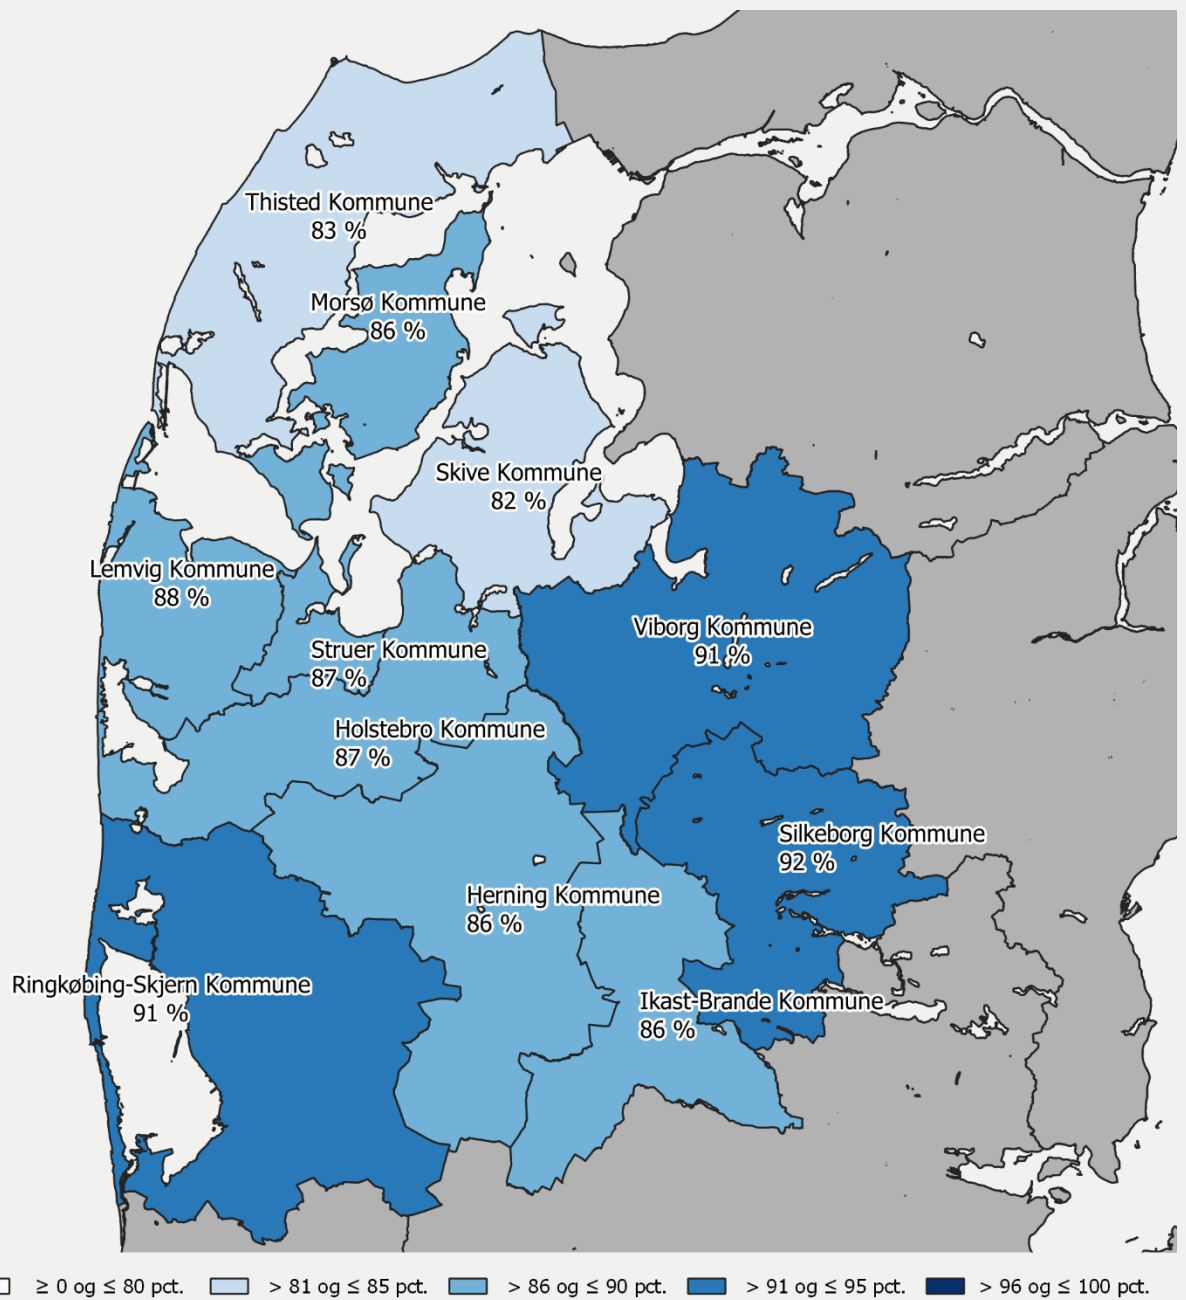 Thisted Kommune
83 %
Morsø Kommune
86 %
Skive Kommune
82 %
Lemvig Kommune
88 %
Viborg Kommune
91 %
Struer Kommune
87 %
Holstebro Kommune
87 %
Silkeborg Kommune
92 %
Herning Kommune
86 %
Ringkøbing-Skjern Kommune
91 %
Ikast-Brande Kommune
86 %
≥ 0 og ≤ 80 pct. > 81 og ≤ 85 pct. > 86 og ≤ 90 pct. > 91 og ≤ 95 pct. > 96 og ≤ 100 pct.